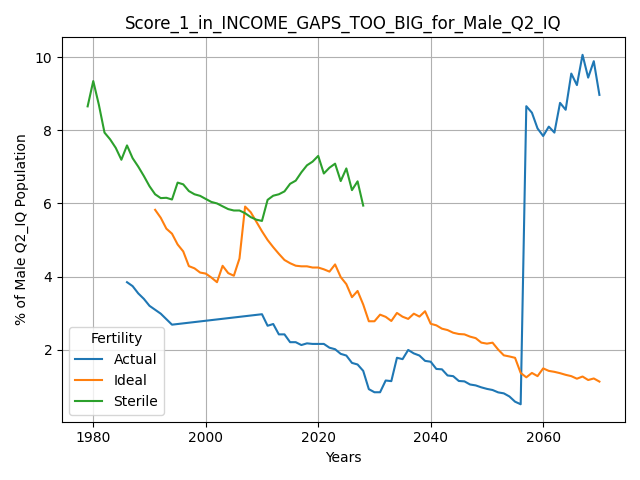 Score_1_in_INCOME_GAPS_TOO_BIG_for_Male_Q2_IQ
% of Male Q2_IQ Population
10
8
6
4
2
Fertility
Actual
Ideal
Sterile
1980 2000 2020 2040 2060
Years